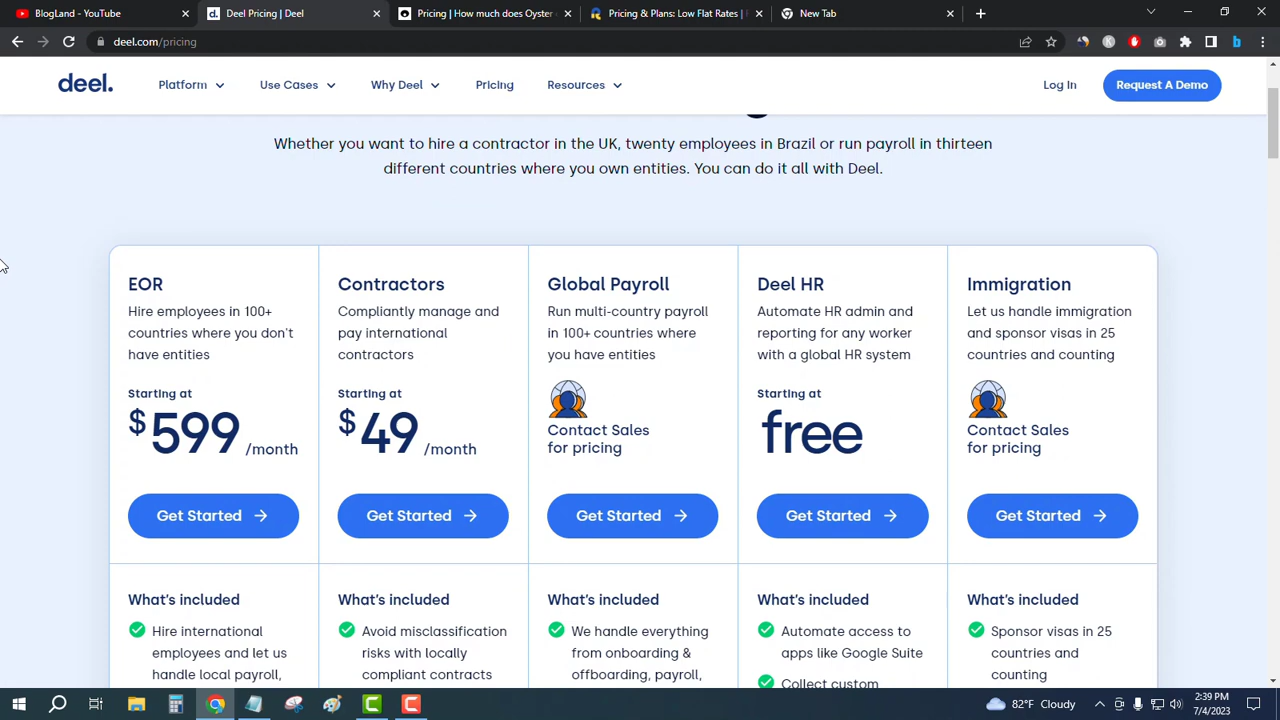 BlogLand - YouTube
Deel Pricing | Deel
Pricing | How much does Oyster
Pricing & Plans: Low Flat Rates |
New Tab
deel.com/pricing
deel.
Platform
Use Cases
Why Deel
Pricing
Resources
Log In
Request A Demo
Whether you want to hire a contractor in the UK, twenty employees in Brazil or run payroll in thirteen
different countries where you own entities. You can do it all with Deel.
EOR
Hire employees in 100+
countries where you don't
have entities
Starting at
$599 /month
Get Started
What's included
Hire international
employees and let us
handle local payroll,
Contractors
Compliantly manage and
pay international
contractors
Starting at
$49 /month
Get Started
What's included
Avoid misclassification
risks with locally
compliant contracts
Global Payroll
Run multi-country payroll
in 100+ countries where
you have entities
Contact Sales
for pricing
Get Started
What's included
We handle everything
from onboarding &
offboarding, payroll,
Deel HR
Automate HR admin and
reporting for any worker
with a global HR system
Starting at
free
Get Started
What's included
Automate access to
apps like Google Suite
Collect custom
Immigration
Let us handle immigration
and sponsor visas in 25
countries and counting
Contact Sales
for pricing
Get Started
What's included
Sponsor visas in 25
countries and
counting
82°F Cloudy
2:39 PM
7/4/2023